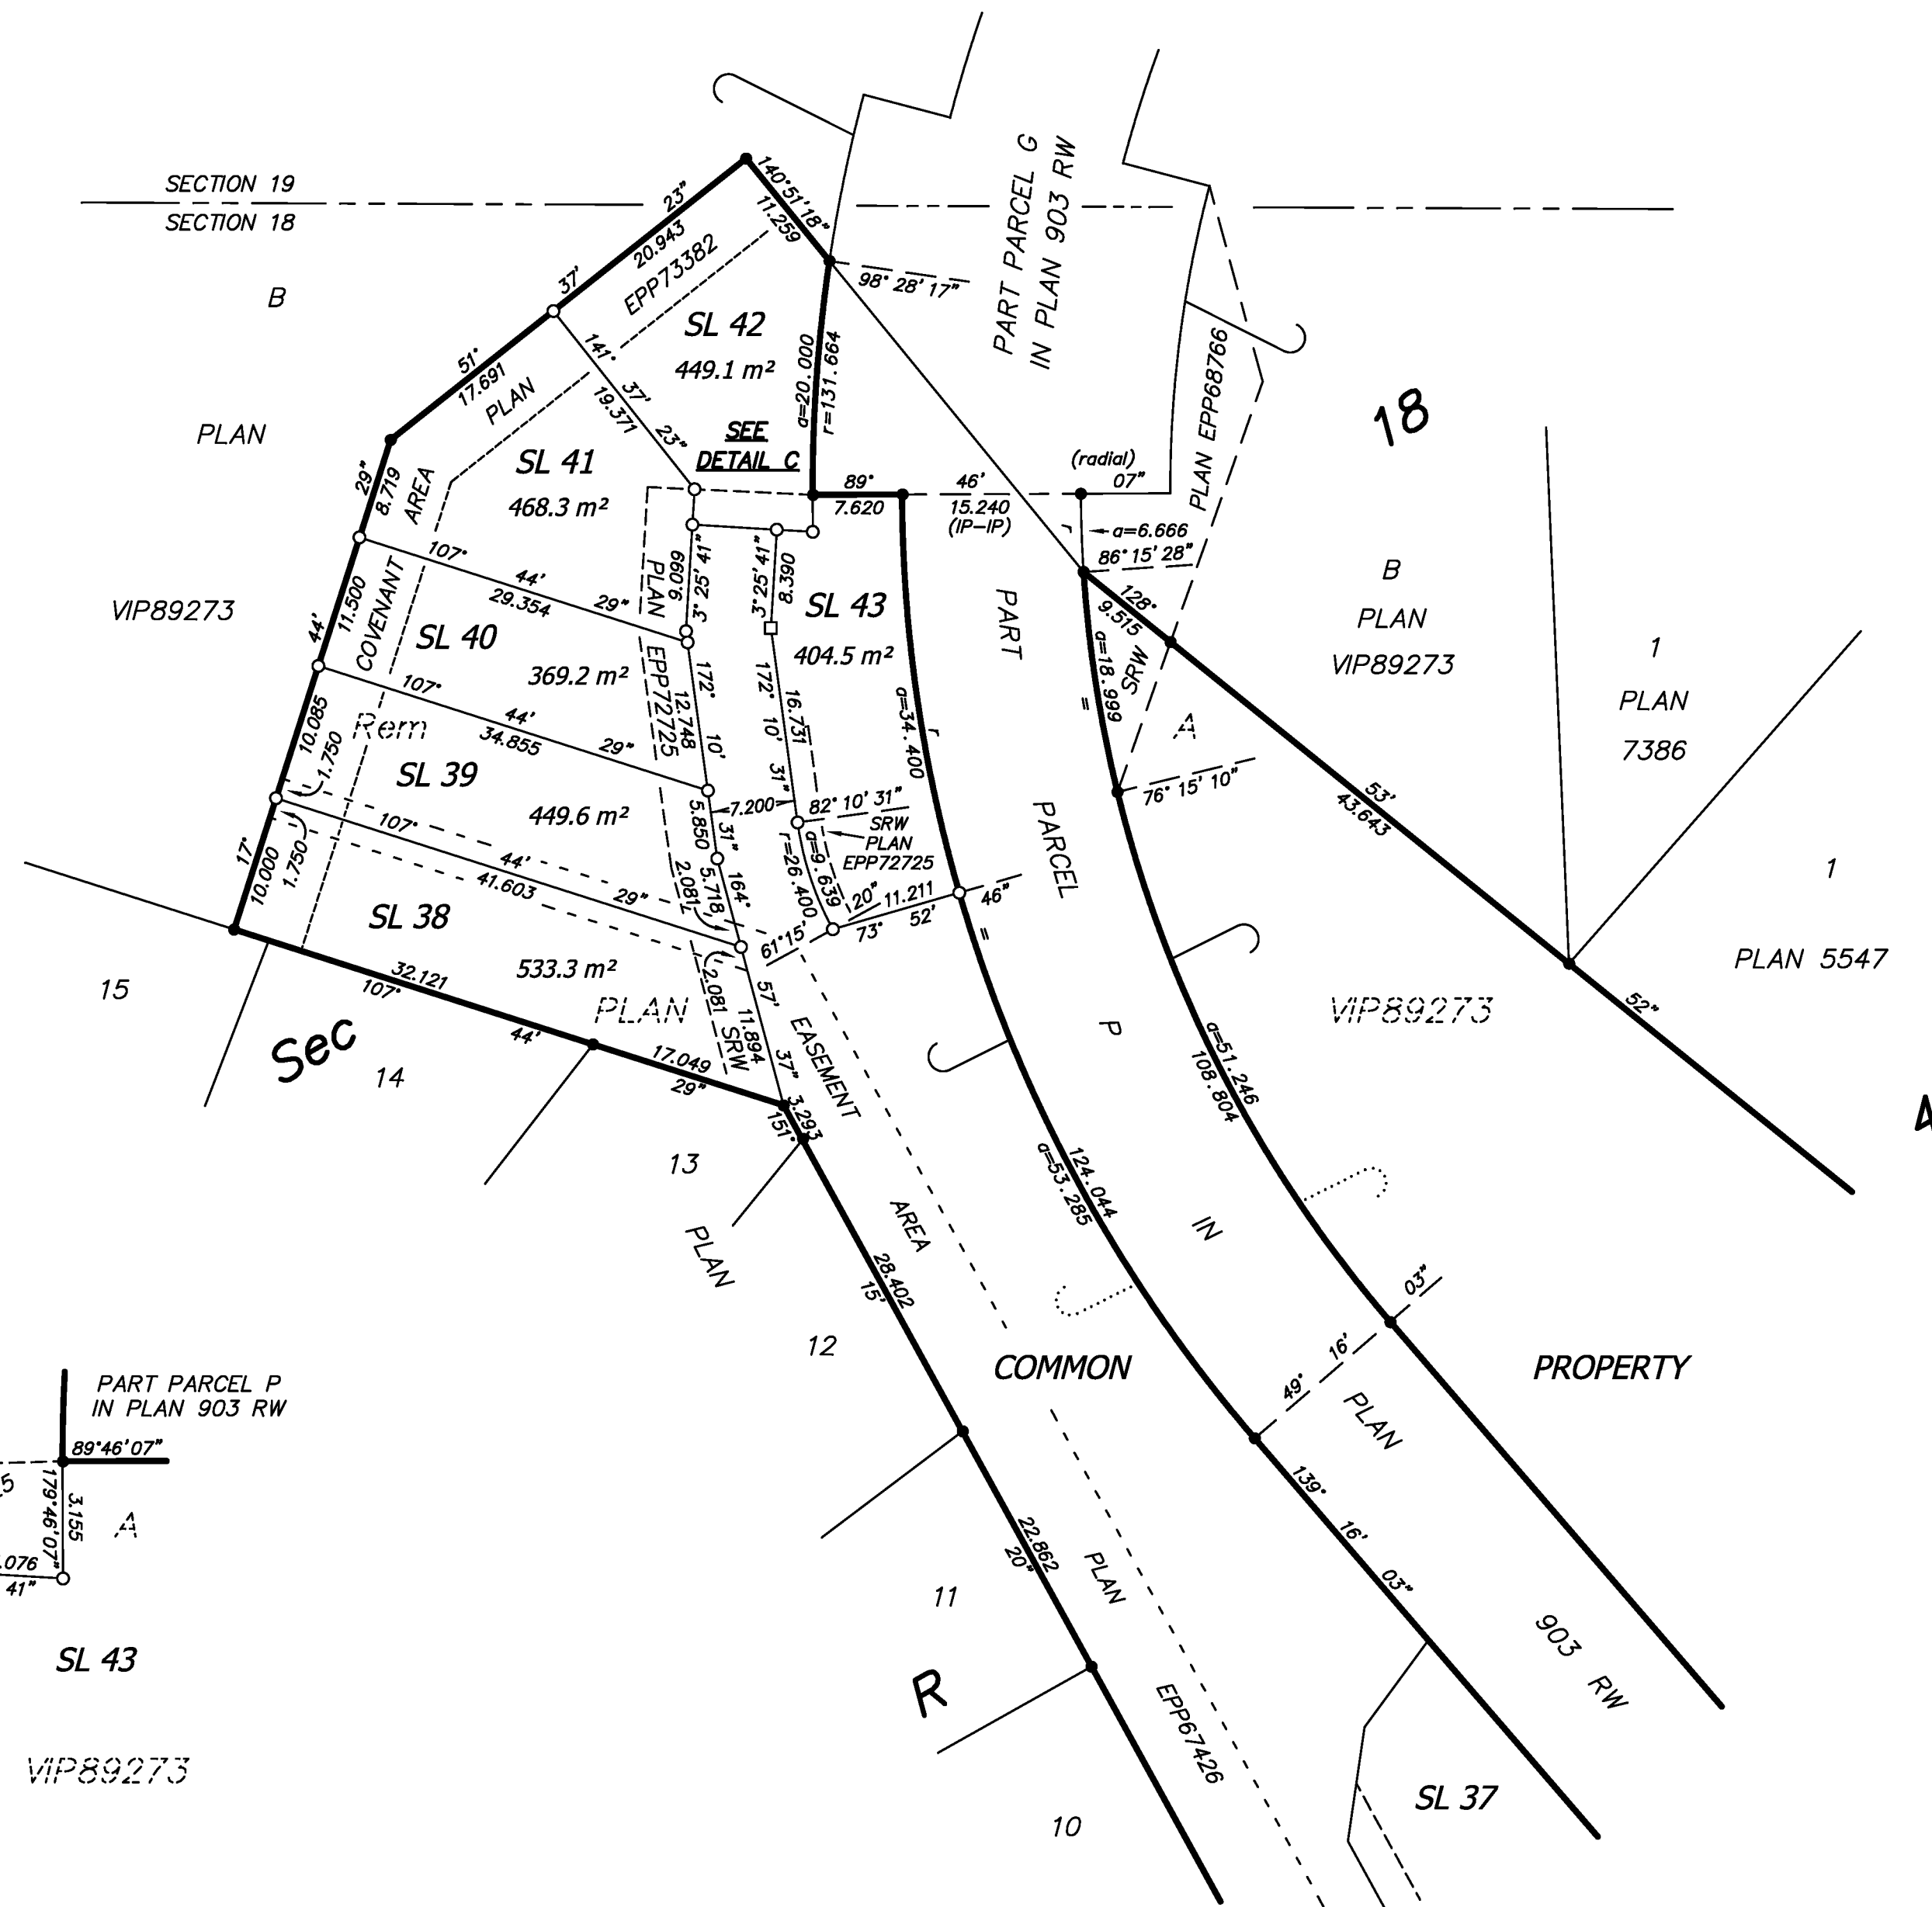 SECTION 19
SECTION 18
B
PLAN
VIP89273
37' 23"
20.943
EPP73382
140°51'18"
11.259
98° 28' 17"
PART PARCEL G
IN PLAN 903 RW
PLAN EPP68766
18
SL 42
449.1 m²
a=20.000
r=131.664
51°
17.691
PLAN
141° 37' 23"
19.371
SEE
DETAIL C
SL 41
468.3 m²
29"
8.719
AREA
89°
7.620
46'
15.240
(IP-IP)
(radial)
07"
r
a=6.666
86° 15' 28"
128°
9.515
B
PLAN
VIP89273
1
PLAN
7386
1
PLAN 5547
107° 44' 29"
29.354
11.500
44'
COVENANT
SL 40
369.2 m²
PLAN
EPP72725
9.099
3° 25' 41"
3° 25' 41"
8.390
SL 43
404.5 m²
PART
PARCEL
P
IN
PLAN
903 RW
a=18.999
=
SRW
A
76° 15' 10"
53'
43.643
52"
107° 44' 29"
34.855
10.085
1.750
Rem
SL 39
449.6 m²
172° 10' 31"
12.748
5.850
172° 10' 31"
16.731
7.200
82° 10' 31"
SRW
PLAN
EPP72725
a=34.400
r
=
107° 44' 29"
41.603
17°
10.000
1.750
SL 38
533.3 m²
2.081
5.718
164° 57' 37"
11.894
2.081
SRW
r=26.400
a=9.639
61°15' 20"
11.211
73° 52' 46"
32.121
107° 44' 29"
17.049
PLAN
VIP89273
15
Sec
14
13
3.293
151°
EASEMENT
AREA
PLAN
EPP67426
PLAN
28.402
15'
12
COMMON
PROPERTY
124.044
a=53.285
a=51.246
108.804
49° 16' 03"
139° 16' 03"
22.862
20"
11
R
10
SL 37
PART PARCEL P
IN PLAN 903 RW
89°46'07"
179°46'07"
3.155
A
.076
41"
SL 43
VIP89273